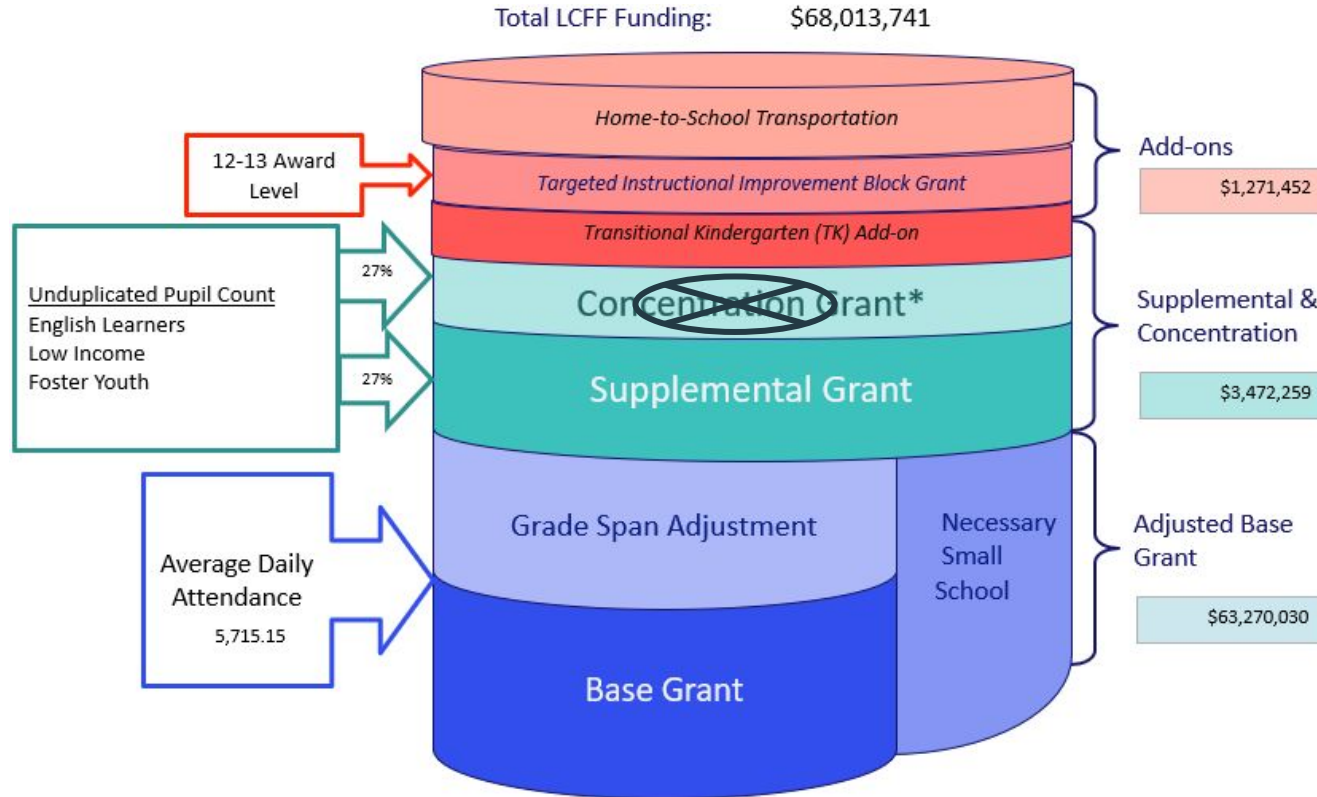 Total LCFF Funding: $68,013,741
Home-to-School Transportation
12-13 Award
Level
Targeted Instructional Improvement Block Grant
Add-ons
$1,271,452
Transitional Kindergarten (TK) Add-on
27%
Unduplicated Pupil Count
English Learners
Low Income
Foster Youth
27%
Concentration Grant*
Supplemental Grant
Supplemental &
Concentration
$3,472,259
Grade Span Adjustment
Necessary
Small
School
Adjusted Base
Grant
$63,270,030
Average Daily
Attendance
5,715.15
Base Grant